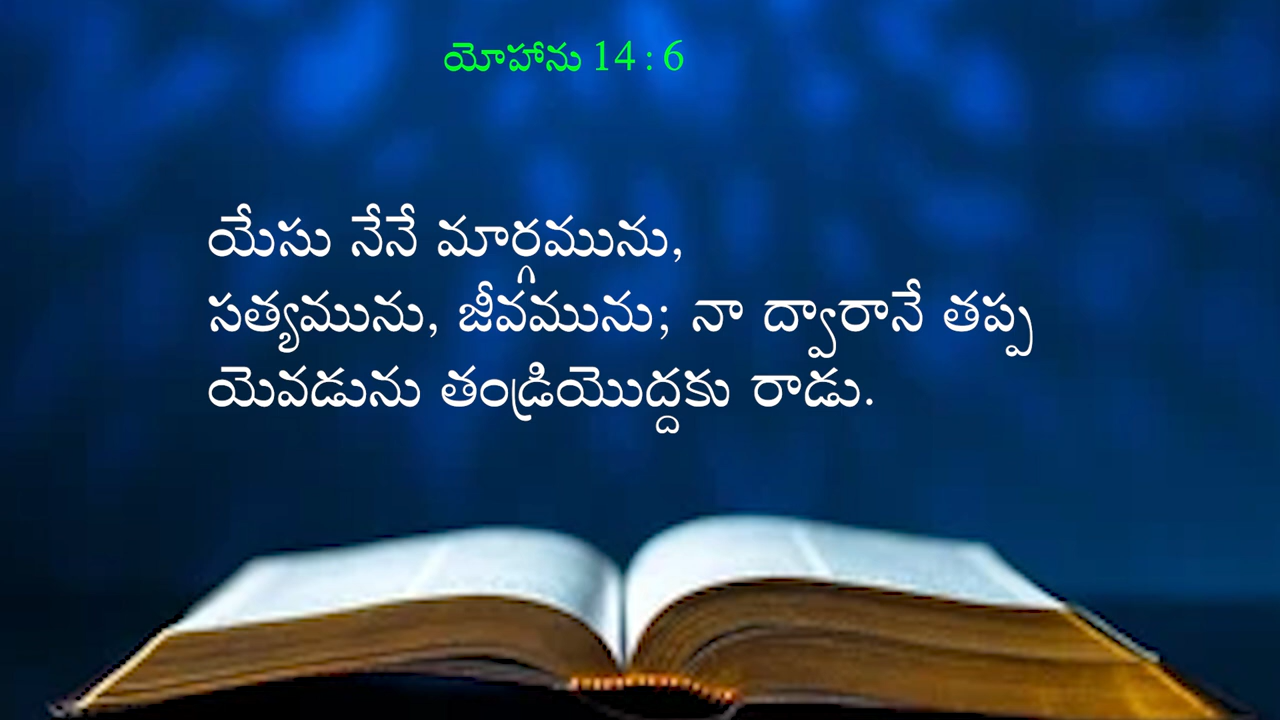 యోహాను 14 : 6
యేసు నేనే మార్గమును,
సత్యమును, జీవమును; నా ద్వారానే తప్ప
యెవడును తండ్రియొద్దకు రాడు.